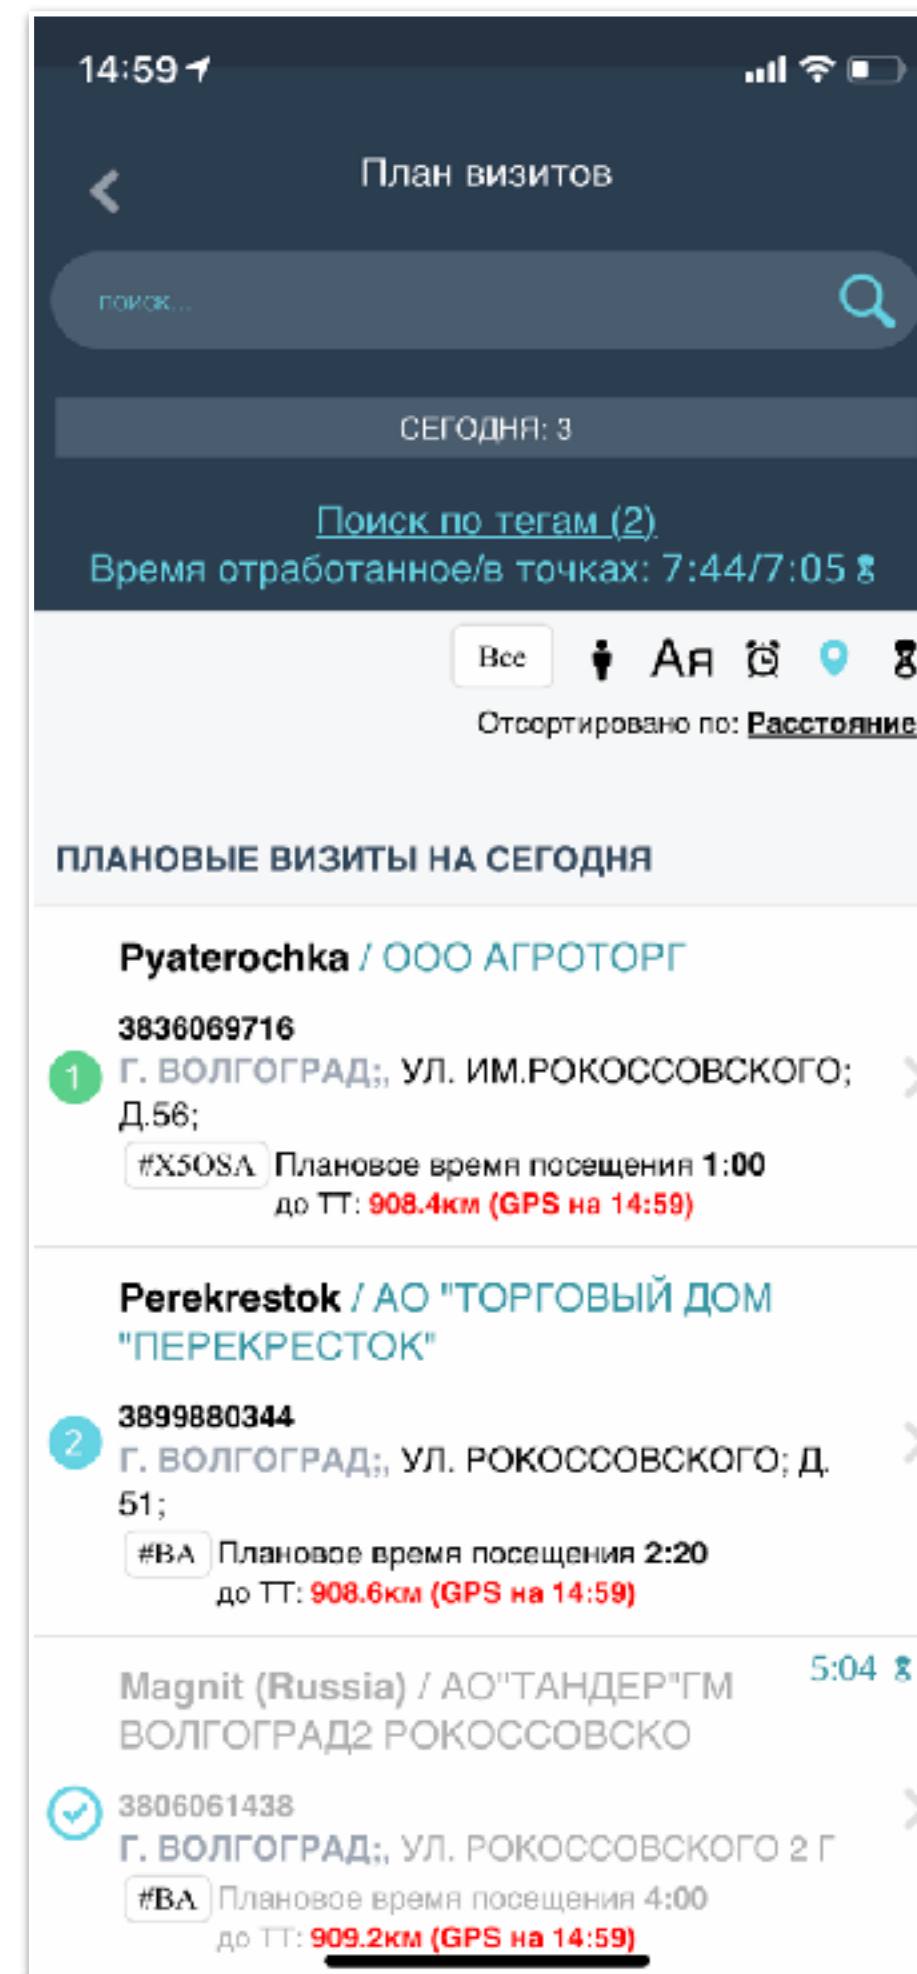 14:59
План визитов
поиск...
СЕГОДНЯ: 3
Поиск по тегам (2)
Время отработанное/в точках: 7:44/7:05
Все Ая
Отсортировано по: Расстояние
ПЛАНОВЫЕ ВИЗИТЫ НА СЕГОДНЯ
Pyaterochka / ООО АГРОТОРГ
3836069716
1 Г. ВОЛГОГРАД;, УЛ. ИМ.РОКОССОВСКОГО;
Д.56;
#X5OSA Плановое время посещения 1:00
до ТТ: 908.4км (GPS на 14:59)
Perekrestok / АО "ТОРГОВЫЙ ДОМ
"ПЕРЕКРЕСТОК"
3899880344
2 Г. ВОЛГОГРАД;, УЛ. РОКОССОВСКОГО; Д.
51;
#BA Плановое время посещения 2:20
до ТТ: 908.6км (GPS на 14:59)
5:04
Magnit (Russia) / АО"ТАНДЕР"ГМ
ВОЛГОГРАД2 РОКОССОВСКО
3806061438
Г. ВОЛГОГРАД;, УЛ. РОКОССОВСКОГО 2 Г
#BA Плановое время посещения 4:00
до ТТ: 909.2км (GPS на 14:59)